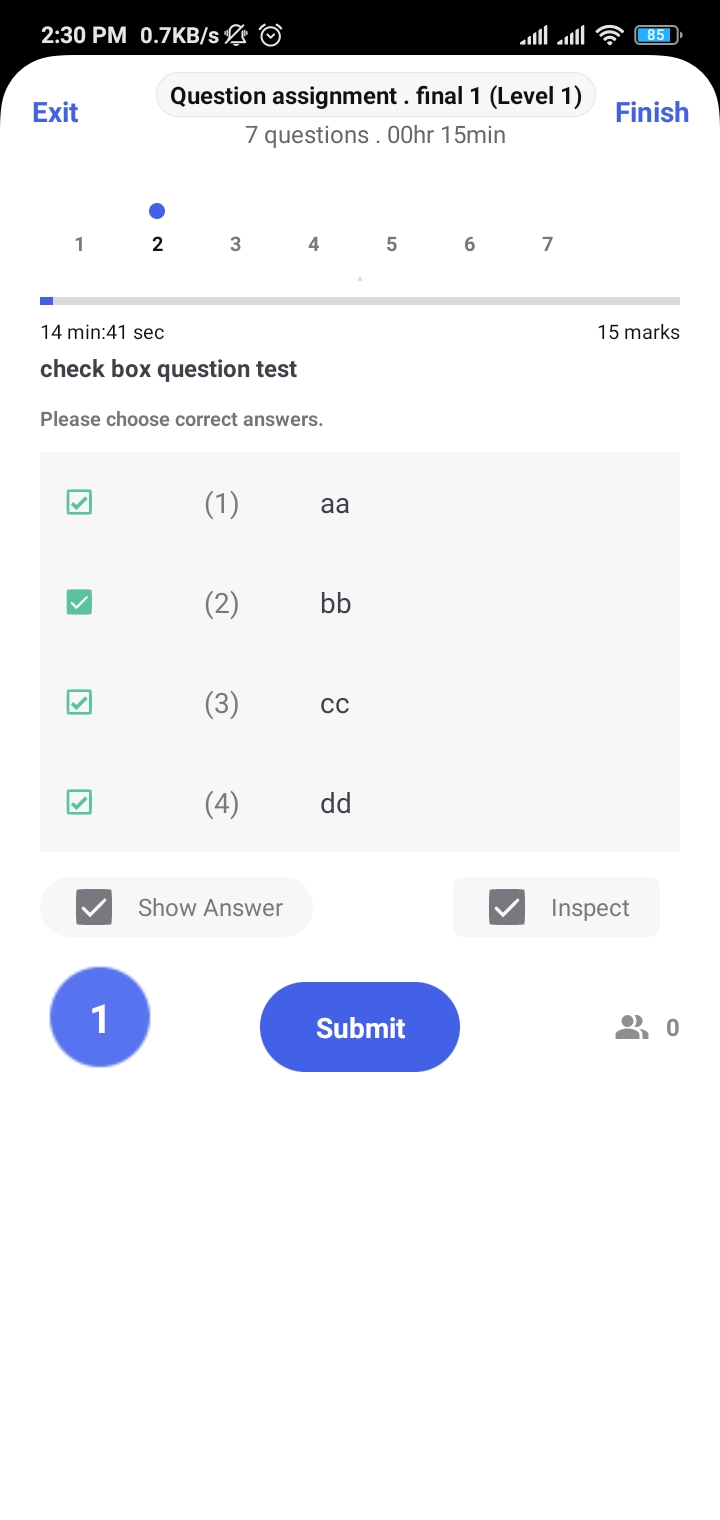 2:30 PM 0.7KB/s 85
Question assignment . final 1 (Level 1)
Exit Finish
7 questions . 00hr 15min
1 2 3 4 5 6 7
14 min:41 sec 15 marks
check box question test
Please choose correct answers.
(1) aa
(2) bb
(3) cc
(4) dd
Show Answer Inspect
1 Submit 0